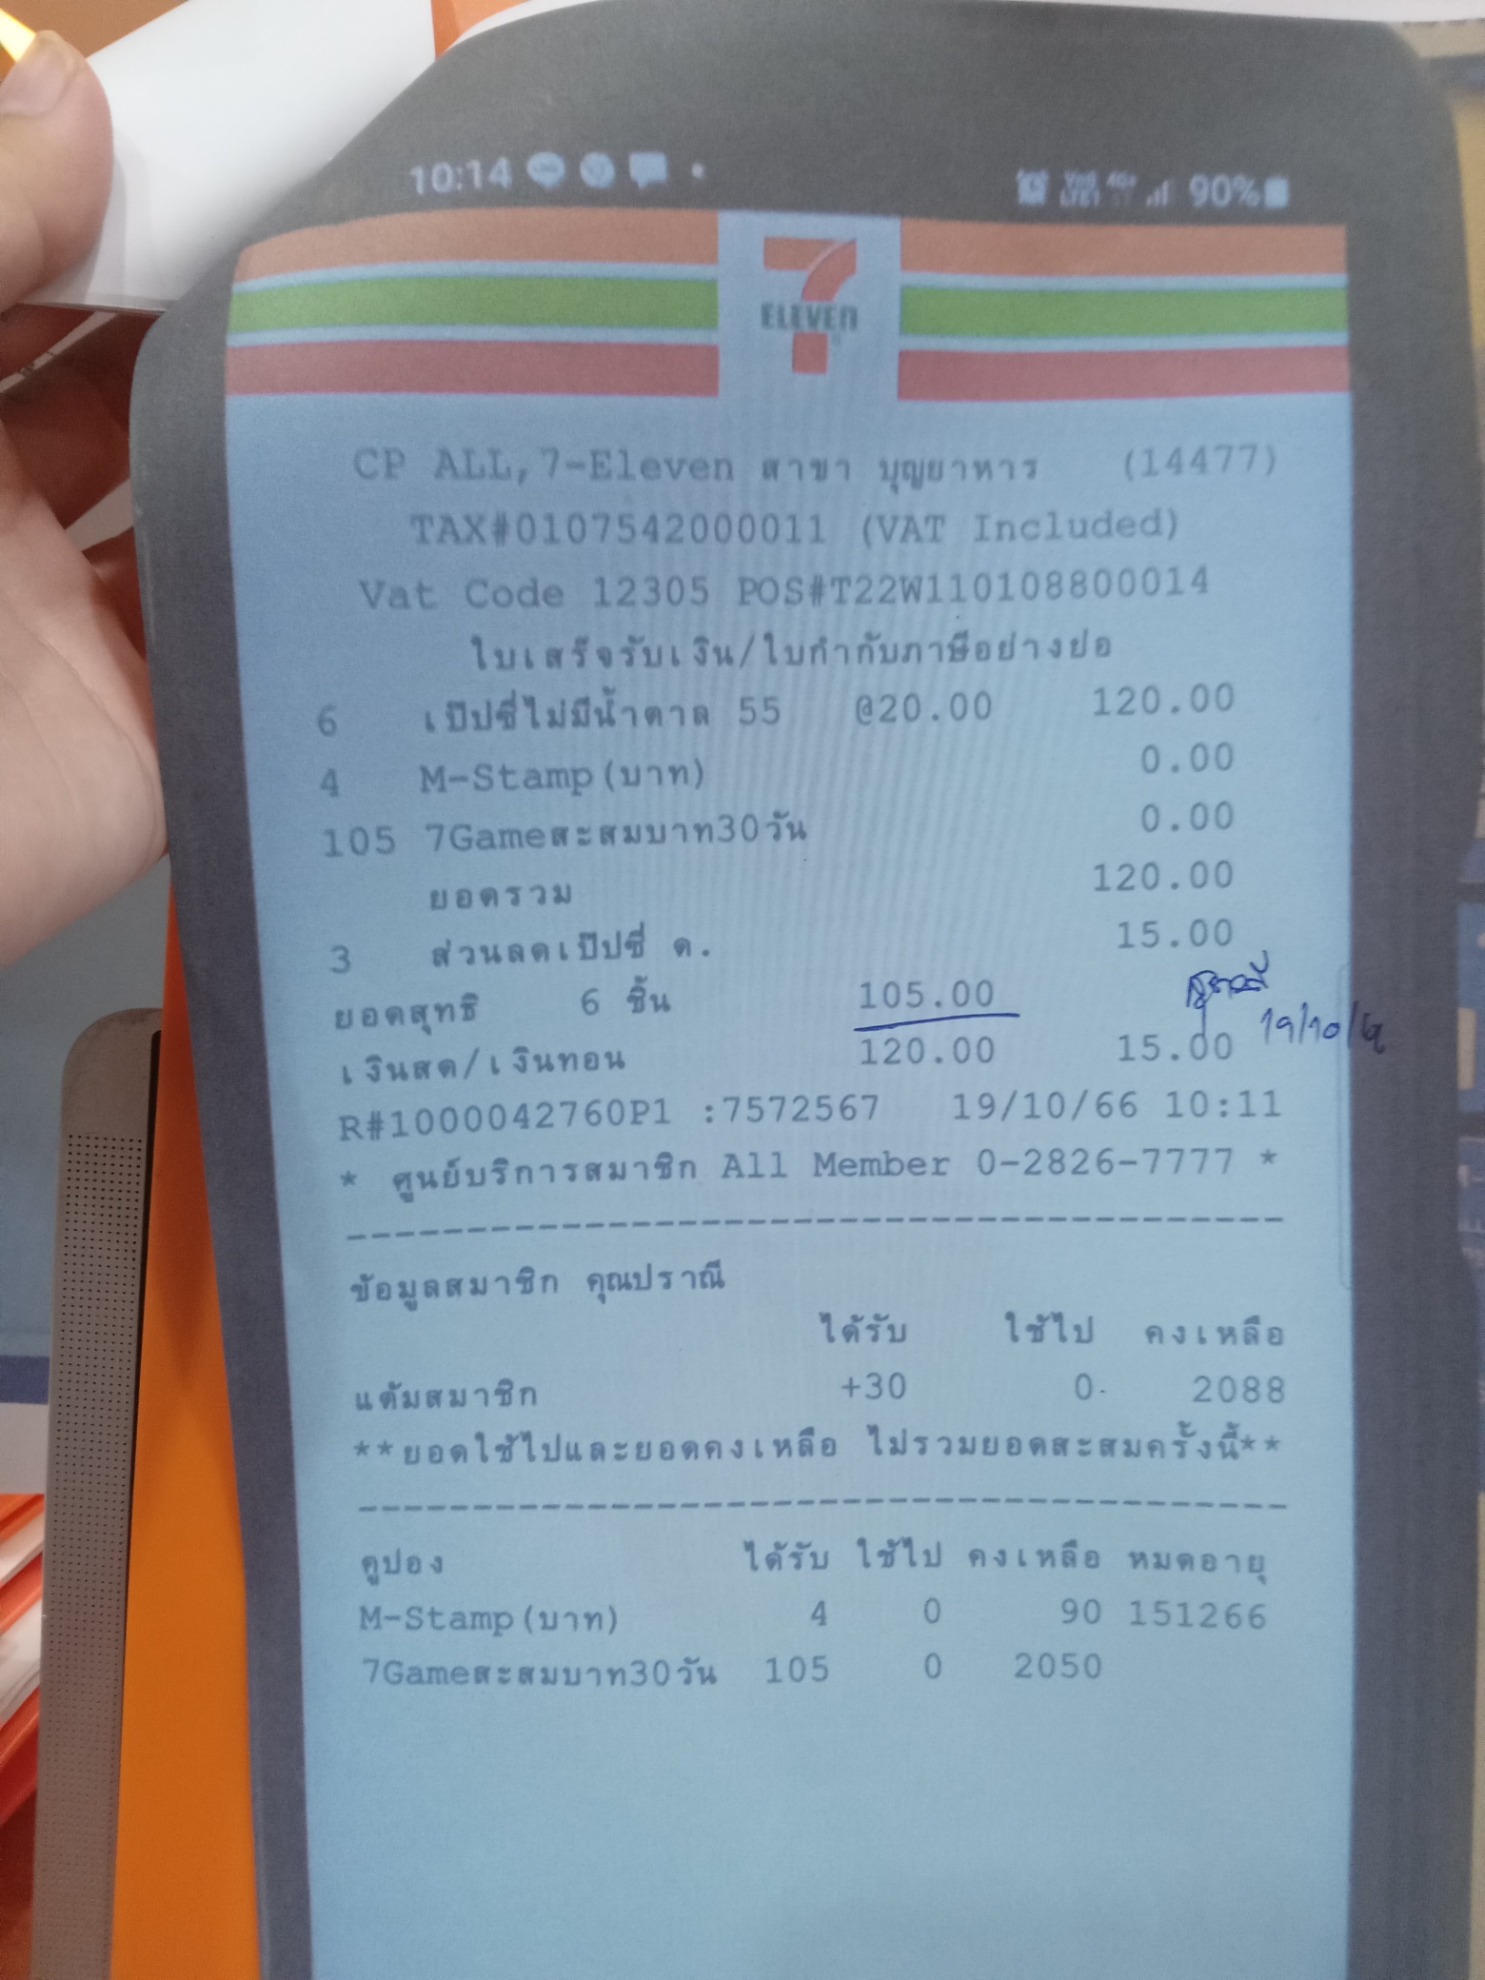 10:14 90%
7
ELEVEn
CP ALL,7-Eleven สาขา บุญยาหาร (14477)
TAX#0107542000011 (VAT Included)
Vat Code 12305 POS#T22W110108800014
ใบเสร็จรับเงิน/ใบกำกับภาษีอย่างย่อ
6 เป๊ปซี่ไม่มีน้ำตาล 55 @20.00 120.00
4 M-Stamp(บาท) 0.00
105 7Gameสะสมบาท30วัน 0.00
ยอดรวม 120.00
3 ส่วนลดเป๊ปซี่ ด. 15.00
ยอดสุทธิ 6 ชิ้น 105.00
เงินสด/เงินทอน 120.00 15.00
19/10/6
R#1000042760P1 :7572567 19/10/66 10:11
* ศูนย์บริการสมาชิก All Member 0-2826-7777 *
ข้อมูลสมาชิก คุณปราณี
ได้รับ ใช้ไป คงเหลือ
แต้มสมาชิก +30 0 2088
**ยอดใช้ไปและยอดคงเหลือ ไม่รวมยอดสะสมครั้งนี้**
คูปอง ได้รับ ใช้ไป คงเหลือ หมดอายุ
M-Stamp(บาท) 4 0 90 151266
7Gameสะสมบาท30วัน 105 0 2050